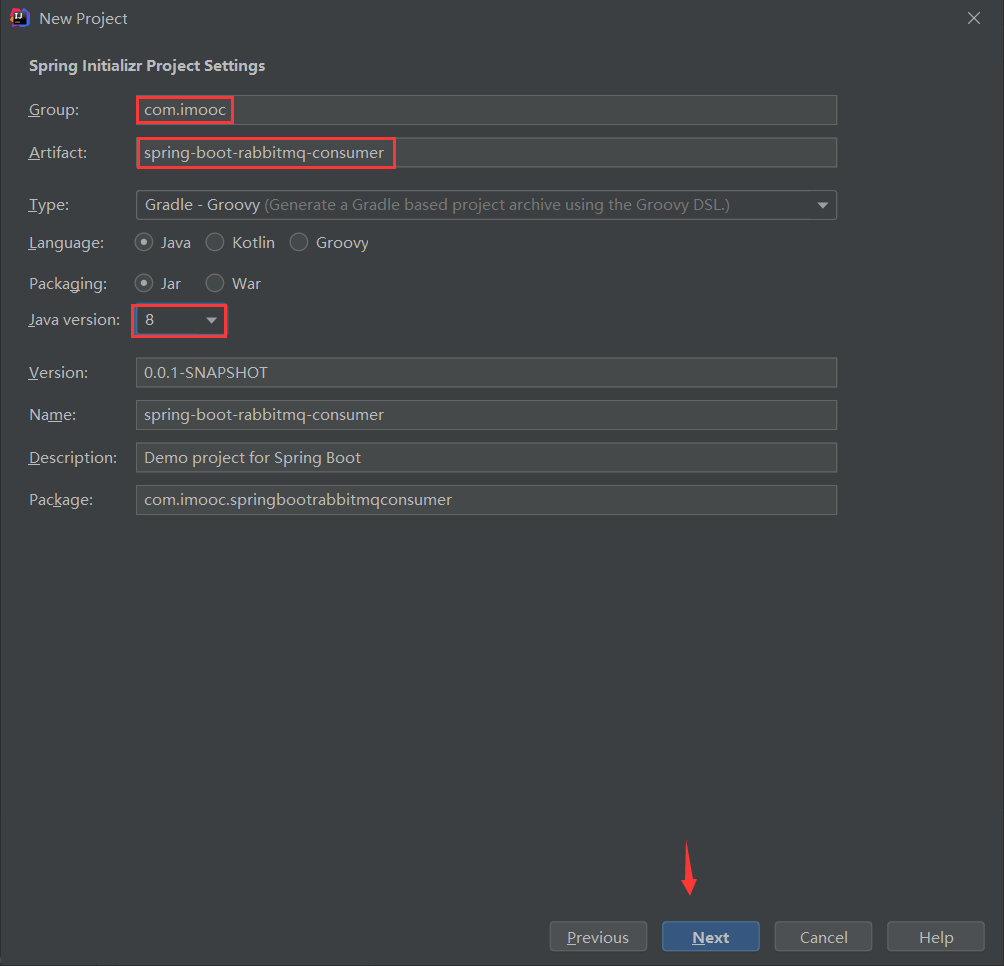 New Project
Spring Initializr Project Settings
Group: com.imooc
Artifact: spring-boot-rabbitmq-consumer
Type: Gradle - Groovy (Generate a Gradle based project archive using the Groovy DSL.)
Language: Java Kotlin Groovy
Packaging: Jar War
Java version: 8
Version: 0.0.1-SNAPSHOT
Name: spring-boot-rabbitmq-consumer
Description: Demo project for Spring Boot
Package: com.imooc.springbootrabbitmqconsumer
Previous Next Cancel Help